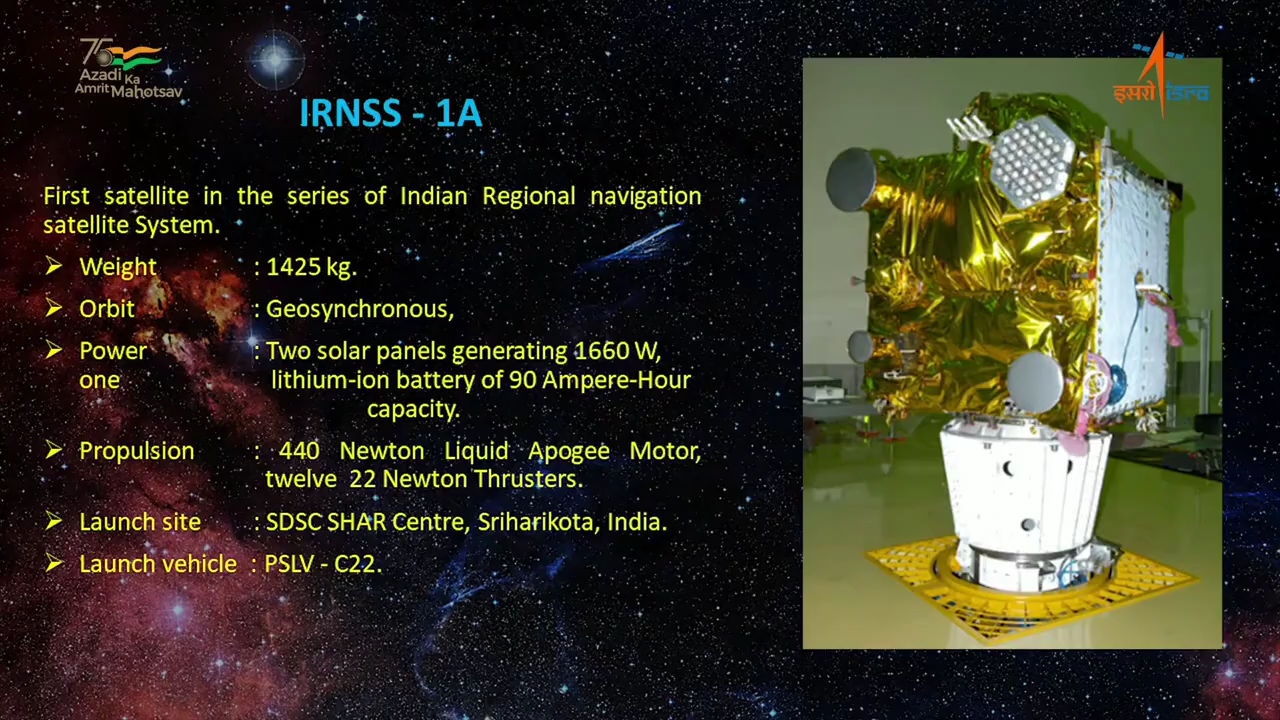 75
Azadi Ka
Amrit Mahotsav
इसरो isro
IRNSS - 1A
First satellite in the series of Indian Regional navigation
satellite System.
➢ Weight : 1425 kg.
➢ Orbit : Geosynchronous,
➢ Power : Two solar panels generating 1660 W,
one lithium-ion battery of 90 Ampere-Hour
capacity.
➢ Propulsion : 440 Newton Liquid Apogee Motor,
twelve 22 Newton Thrusters.
➢ Launch site : SDSC SHAR Centre, Sriharikota, India.
➢ Launch vehicle : PSLV - C22.